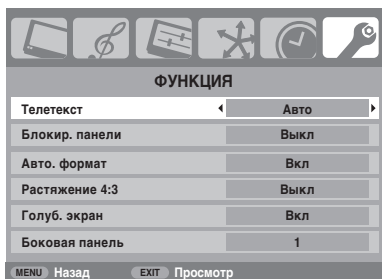 ФУНКЦИЯ
Телетекст Авто
Блокир. панели Выкл
Авто. формат Вкл
Растяжение 4:3 Выкл
Голуб. экран Вкл
Боковая панель 1
MENU Назад EXIT Просмотр